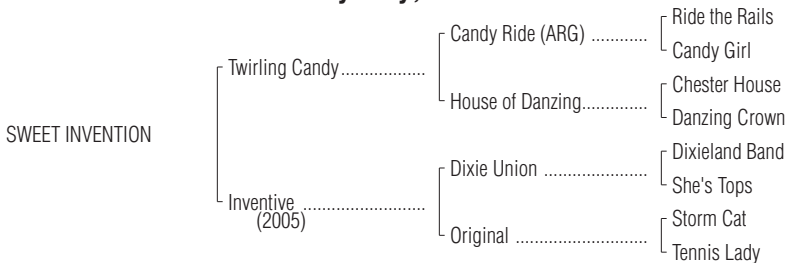 Ride the Rails
Candy Ride (ARG) ............
Candy Girl
Twirling Candy..................
Chester House
House of Danzing..............
Danzing Crown
SWEET INVENTION
Dixieland Band
Dixie Union ......................
She's Tops
Inventive ..........................
(2005)
Storm Cat
Original ............................
Tennis Lady